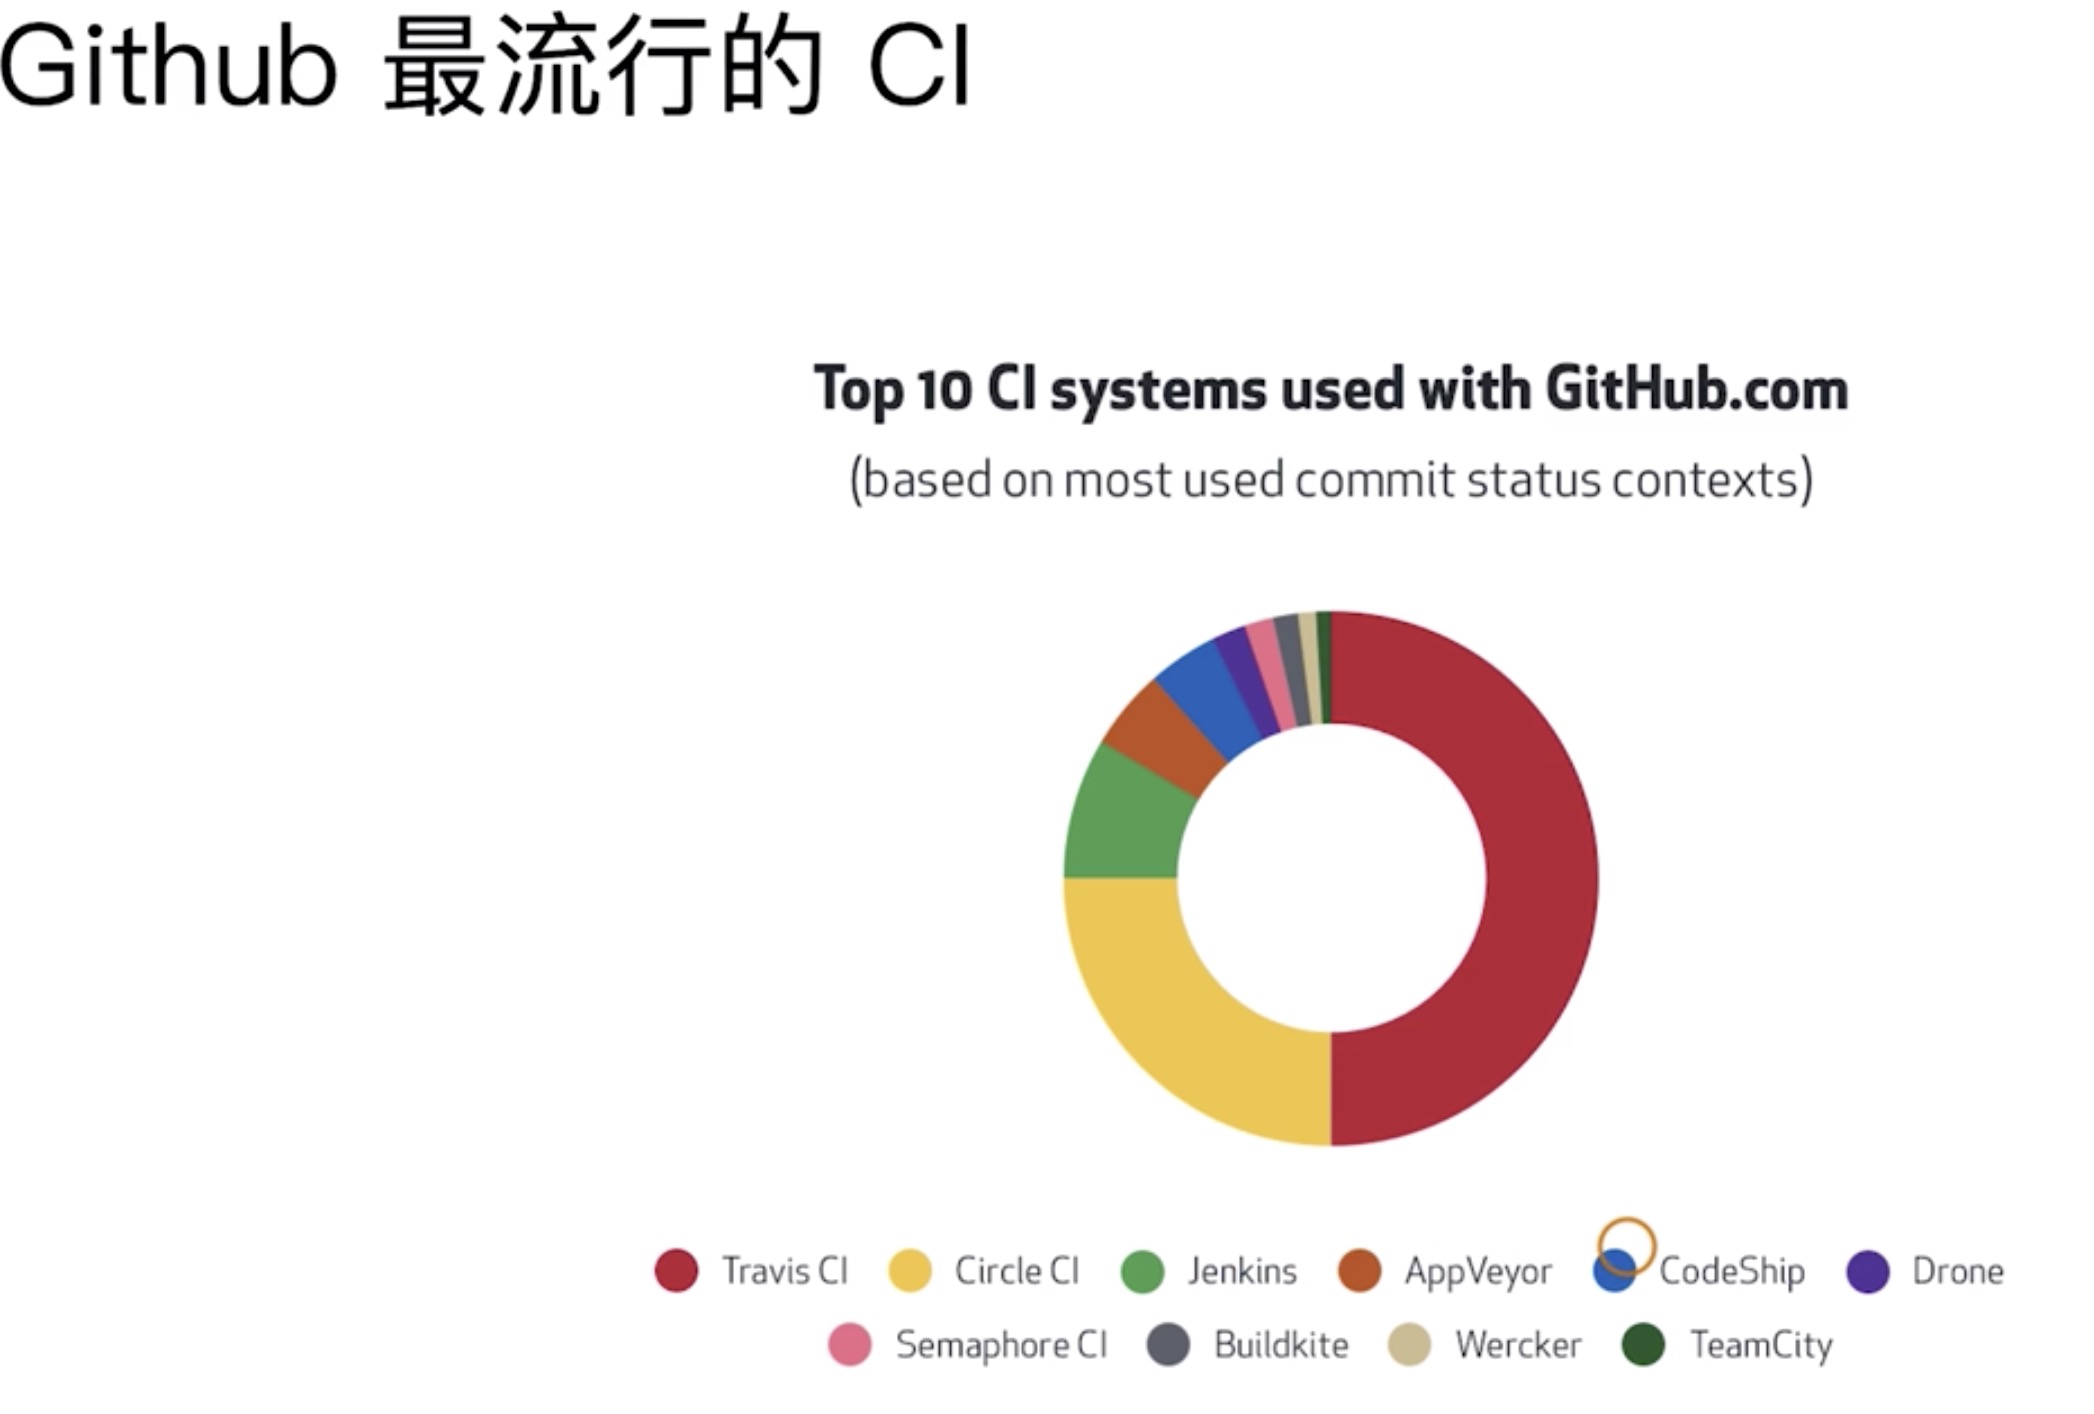 Github 最流行的 CI
Top 10 CI systems used with GitHub.com
(based on most used commit status contexts)
Travis CI Circle CI Jenkins AppVeyor CodeShip Drone
Semaphore CI Buildkite Wercker TeamCity